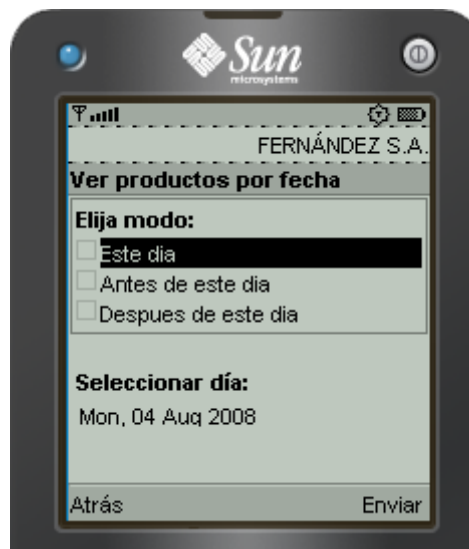 Sun
microsystems
FERNÁNDEZ S.A.
Ver productos por fecha
Elija modo:
Este dia
Antes de este dia
Despues de este dia
Seleccionar día:
Mon, 04 Aug 2008
Atrás Enviar